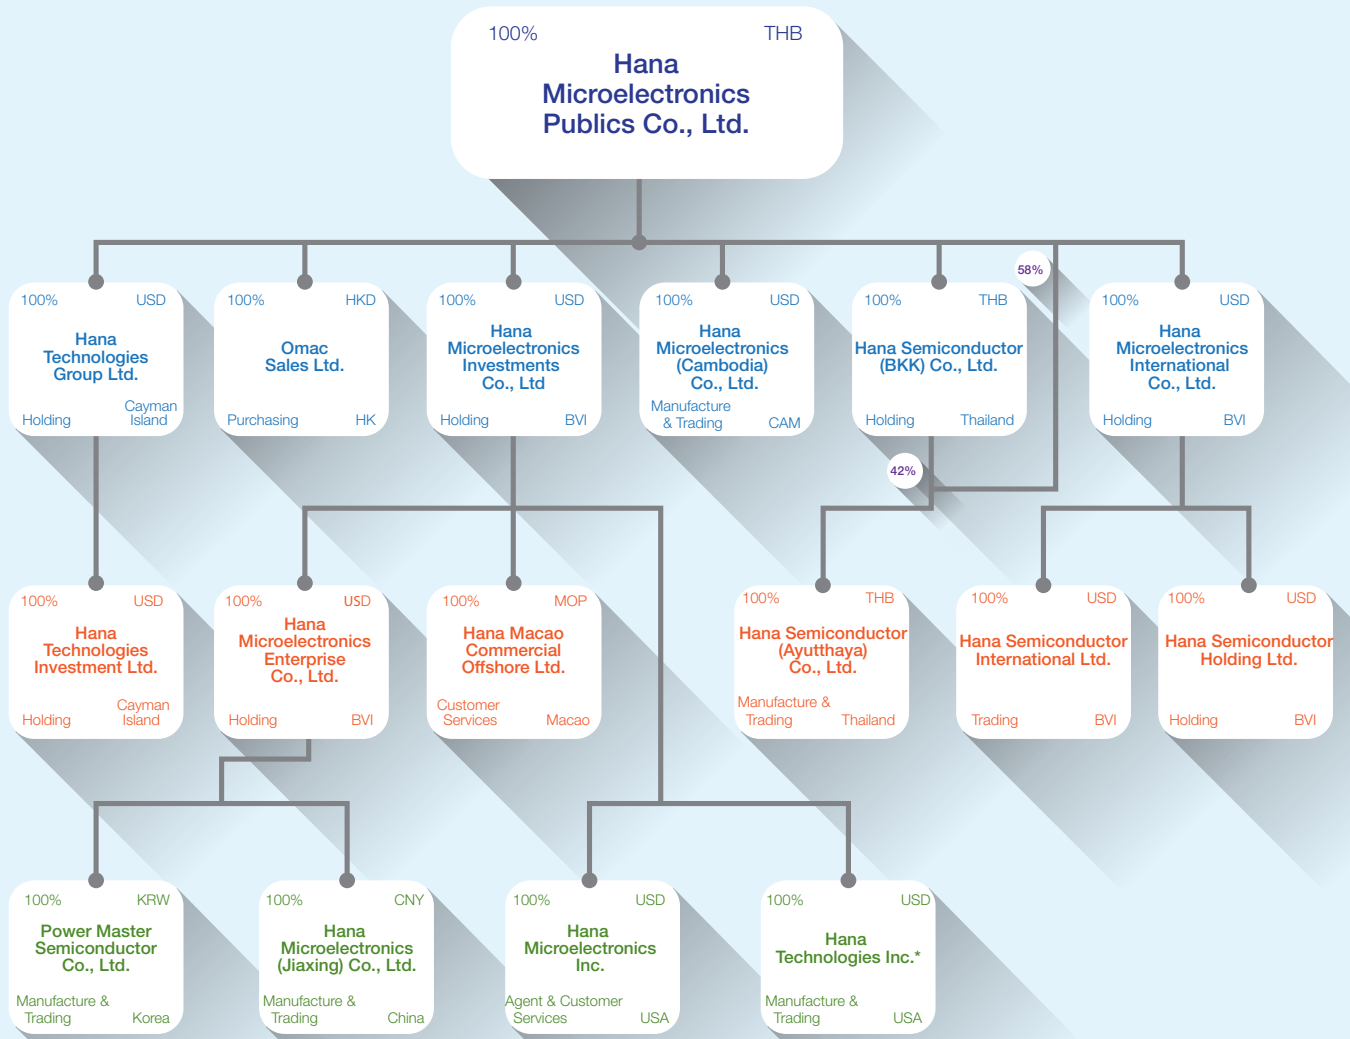 100% THB
Hana
Microelectronics
Publics Co., Ltd.
58%
100% USD
Hana
Technologies
Group Ltd.
Holding Cayman
Island
100% HKD
Omac
Sales Ltd.
Purchasing HK
100% USD
Hana
Microelectronics
Investments
Co., Ltd
Holding BVI
100% USD
Hana
Microelectronics
(Cambodia)
Co., Ltd.
Manufacture
& Trading CAM
100% THB
Hana Semiconductor
(BKK) Co., Ltd.
Holding Thailand
100% USD
Hana
Microelectronics
International
Co., Ltd.
Holding BVI
42%
100% USD
Hana
Technologies
Investment Ltd.
Holding Cayman
Island
100% USD
Hana
Microelectronics
Enterprise
Co., Ltd.
Holding BVI
100% MOP
Hana Macao
Commercial
Offshore Ltd.
Customer
Services Macao
100% THB
Hana Semiconductor
(Ayutthaya)
Co., Ltd.
Manufacture &
Trading Thailand
100% USD
Hana Semiconductor
International Ltd.
Trading BVI
100% USD
Hana Semiconductor
Holding Ltd.
Holding BVI
100% KRW
Power Master
Semiconductor
Co., Ltd.
Manufacture &
Trading Korea
100% CNY
Hana
Microelectronics
(Jiaxing) Co., Ltd.
Manufacture &
Trading China
100% USD
Hana
Microelectronics
Inc.
Agent & Customer
Services USA
100% USD
Hana
Technologies Inc.*
Manufacture &
Trading USA